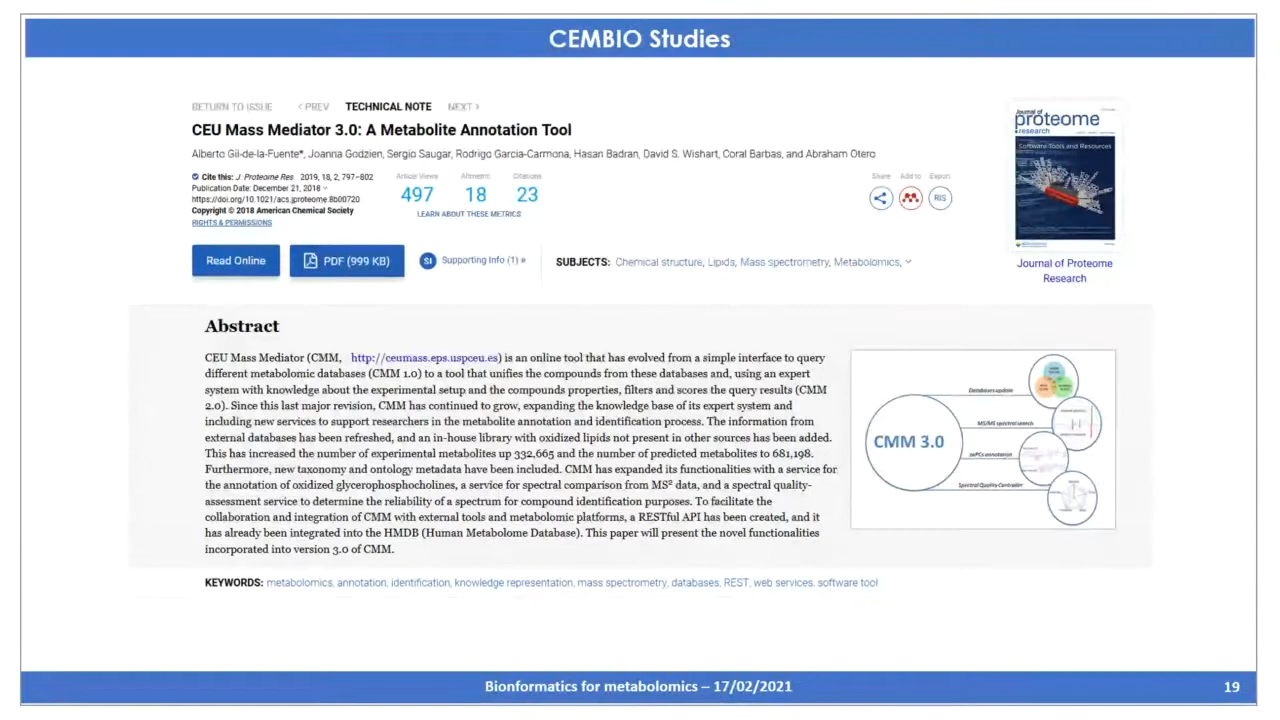 CEMBIO Studies
RETURN TO ISSUE < PREV TECHNICAL NOTE NEXT >
CEU Mass Mediator 3.0: A Metabolite Annotation Tool
Alberto Gil-de-la-Fuente*, Joanna Godzien, Sergio Saugar, Rodrigo Garcia-Carmona, Hasan Badran, David S. Wishart, Coral Barbas, and Abraham Otero
Cite this: J. Proteome Res. 2019, 18, 2, 797–802
Publication Date: December 21, 2018
https://doi.org/10.1021/acs.jproteome.8b00720
Copyright © 2018 American Chemical Society
RIGHTS & PERMISSIONS
Article Views Altmetric Citations
497 18 23
LEARN ABOUT THESE METRICS
Share Add to Export
RIS
Journal of
proteome
research
Software Tools and Resources
Journal of Proteome
Research
Read Online
PDF (999 KB)
SI Supporting Info (1) »
SUBJECTS: Chemical structure, Lipids, Mass spectrometry, Metabolomics,
Abstract
CEU Mass Mediator (CMM, http://ceumass.eps.uspceu.es) is an online tool that has evolved from a simple interface to query
different metabolomic databases (CMM 1.0) to a tool that unifies the compounds from these databases and, using an expert
system with knowledge about the experimental setup and the compounds properties, filters and scores the query results (CMM
2.0). Since this last major revision, CMM has continued to grow, expanding the knowledge base of its expert system and
including new services to support researchers in the metabolite annotation and identification process. The information from
external databases has been refreshed, and an in-house library with oxidized lipids not present in other sources has been added.
This has increased the number of experimental metabolites up 332,665 and the number of predicted metabolites to 681,198.
Furthermore, new taxonomy and ontology metadata have been included. CMM has expanded its functionalities with a service for
the annotation of oxidized glycerophosphocholines, a service for spectral comparison from MS² data, and a spectral quality-
assessment service to determine the reliability of a spectrum for compound identification purposes. To facilitate the
collaboration and integration of CMM with external tools and metabolomic platforms, a RESTful API has been created, and it
has already been integrated into the HMDB (Human Metabolome Database). This paper will present the novel functionalities
incorporated into version 3.0 of CMM.
CMM 3.0
Databases update
MS/MS spectral search
oxPCs annotation
Spectral Quality Controller
KEYWORDS: metabolomics, annotation, identification, knowledge representation, mass spectrometry, databases, REST, web services, software tool
Bionformatics for metabolomics – 17/02/2021
19